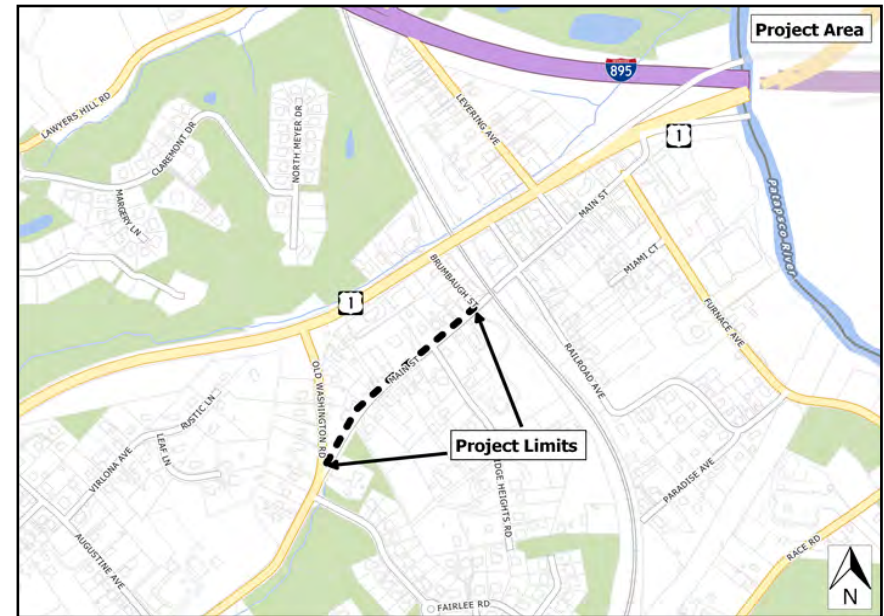 Project Area
895
LAWYERS HILL RD
CLAREMONT DR
NORTH MEYER DR
MARGERY LN
LEVERING AVE
1
MAIN ST
Patapsco River
MIAMI CT
BRUMBAUGH ST
FURNACE AVE
1
MAIN ST
RAILROAD AVE
OLD WASHINGTON RD
RUSTIC LN
LEAF LN
VIRLONA AVE
Project Limits
IDGE HEIGHTS RD
PARADISE AVE
AUGUSTINE AVE
RACE RD
FAIRLEE RD
N